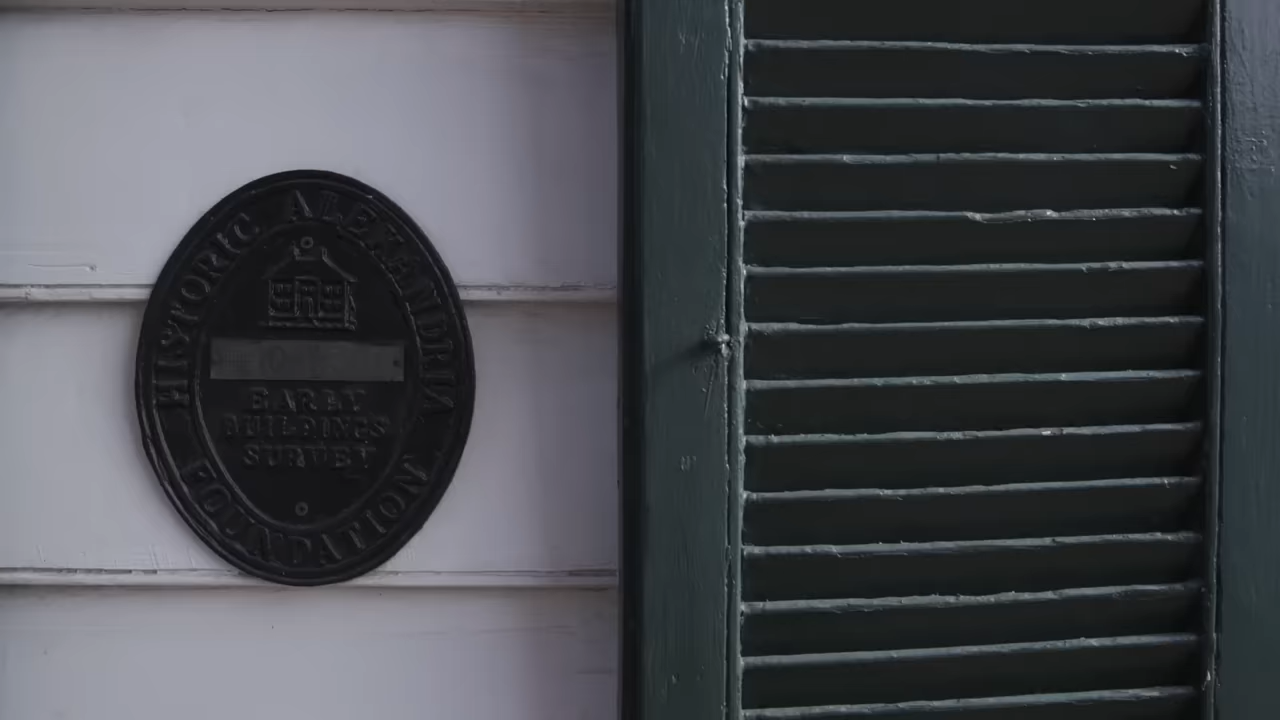 HISTORIC ALEXANDRIA
EARLY
BUILDINGS
SURVEY
FOUNDATION